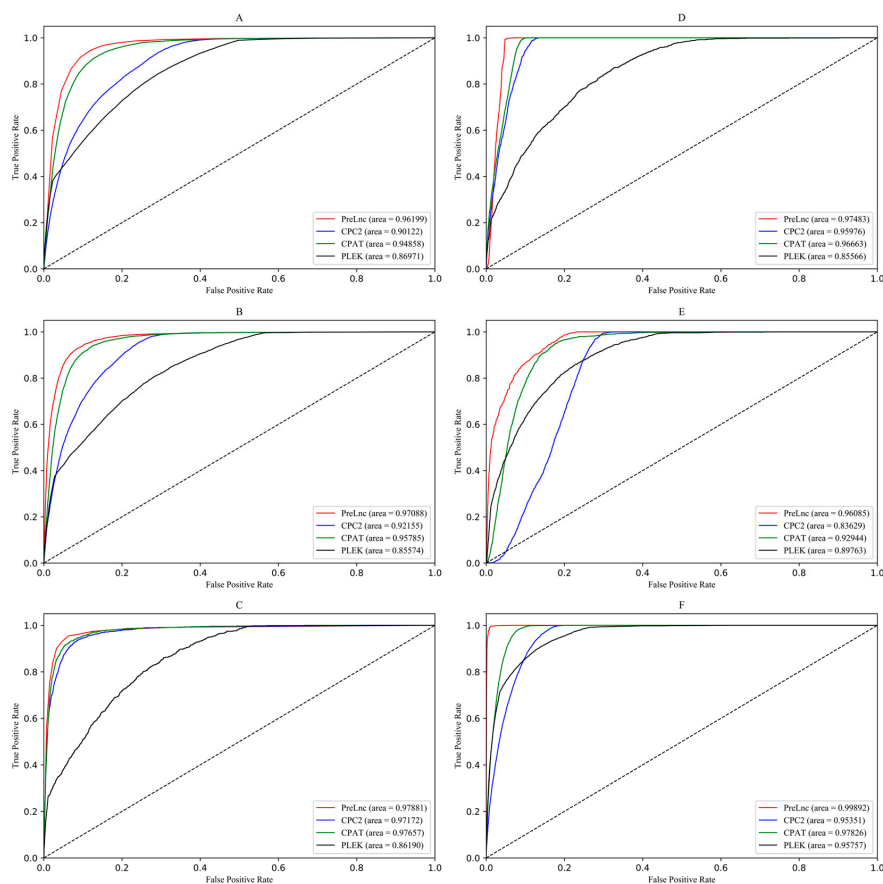 A
True Positive Rate
1.0
0.8
0.6
0.4
0.2
0.0
PreLnc (area = 0.96199)
CPC2 (area = 0.90122)
CPAT (area = 0.94858)
PLEK (area = 0.86971)
0.0 0.2 0.4 0.6 0.8 1.0
False Positive Rate
D
True Positive Rate
1.0
0.8
0.6
0.4
0.2
0.0
PreLnc (area = 0.97483)
CPC2 (area = 0.95976)
CPAT (area = 0.96663)
PLEK (area = 0.85566)
0.0 0.2 0.4 0.6 0.8 1.0
False Positive Rate
B
True Positive Rate
1.0
0.8
0.6
0.4
0.2
0.0
PreLnc (area = 0.97088)
CPC2 (area = 0.92155)
CPAT (area = 0.95785)
PLEK (area = 0.85574)
0.0 0.2 0.4 0.6 0.8 1.0
False Positive Rate
E
True Positive Rate
1.0
0.8
0.6
0.4
0.2
0.0
PreLnc (area = 0.96085)
CPC2 (area = 0.83629)
CPAT (area = 0.92944)
PLEK (area = 0.89763)
0.0 0.2 0.4 0.6 0.8 1.0
False Positive Rate
C
True Positive Rate
1.0
0.8
0.6
0.4
0.2
0.0
PreLnc (area = 0.97881)
CPC2 (area = 0.97172)
CPAT (area = 0.97657)
PLEK (area = 0.86190)
0.0 0.2 0.4 0.6 0.8 1.0
False Positive Rate
F
True Positive Rate
1.0
0.8
0.6
0.4
0.2
0.0
PreLnc (area = 0.99892)
CPC2 (area = 0.95351)
CPAT (area = 0.97826)
PLEK (area = 0.95757)
0.0 0.2 0.4 0.6 0.8 1.0
False Positive Rate